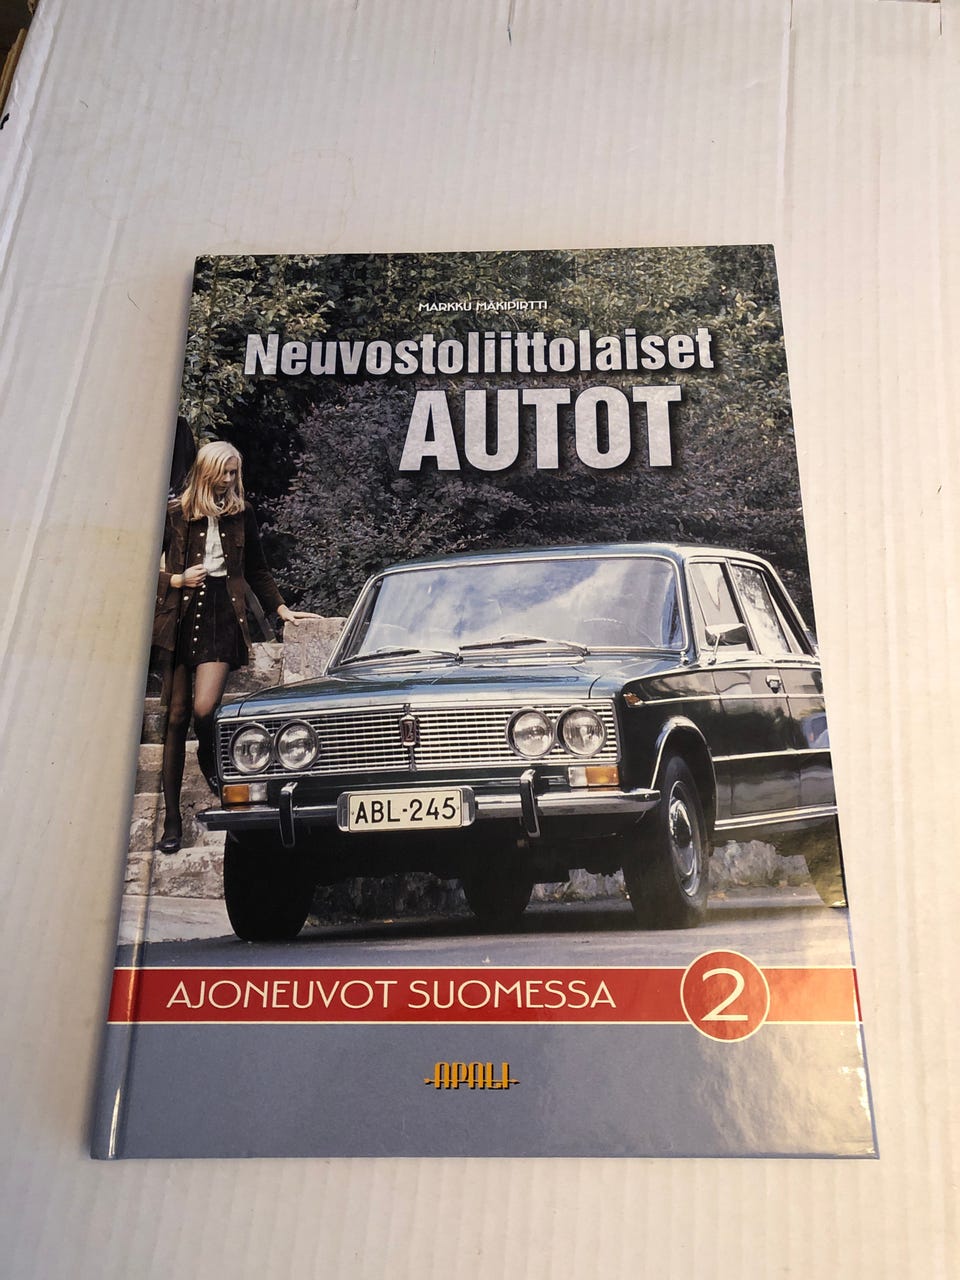 MARKKU MÄKIPIRTTI
Neuvostoliittolaiset
AUTOT
ABL-245
AJONEUVOT SUOMESSA 2
APALI